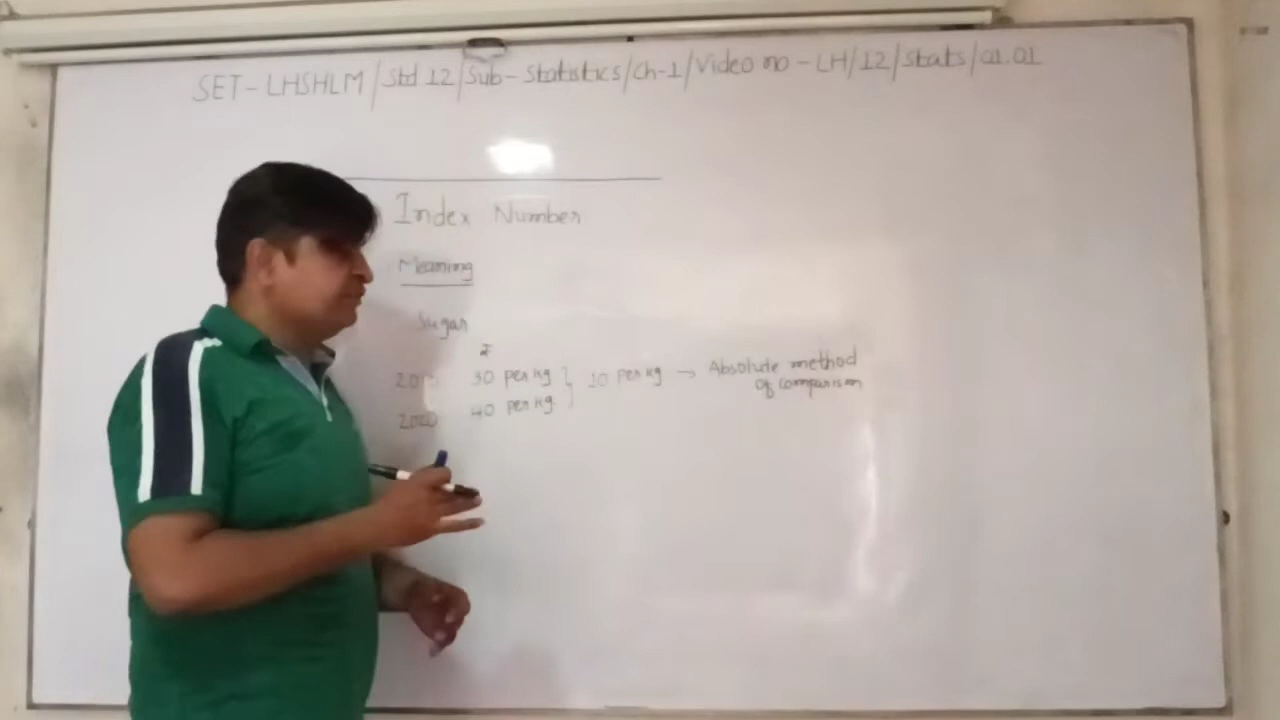 SET - LHSHLM / Std 12 / Sub - Statistics / Ch-1 / Video no - LH / 12 / Stats / 01.01
Index Number
Meaning
Sugar
₹
30 per kg } 10 per kg → Absolute method
of comparison
2020 40 per kg.